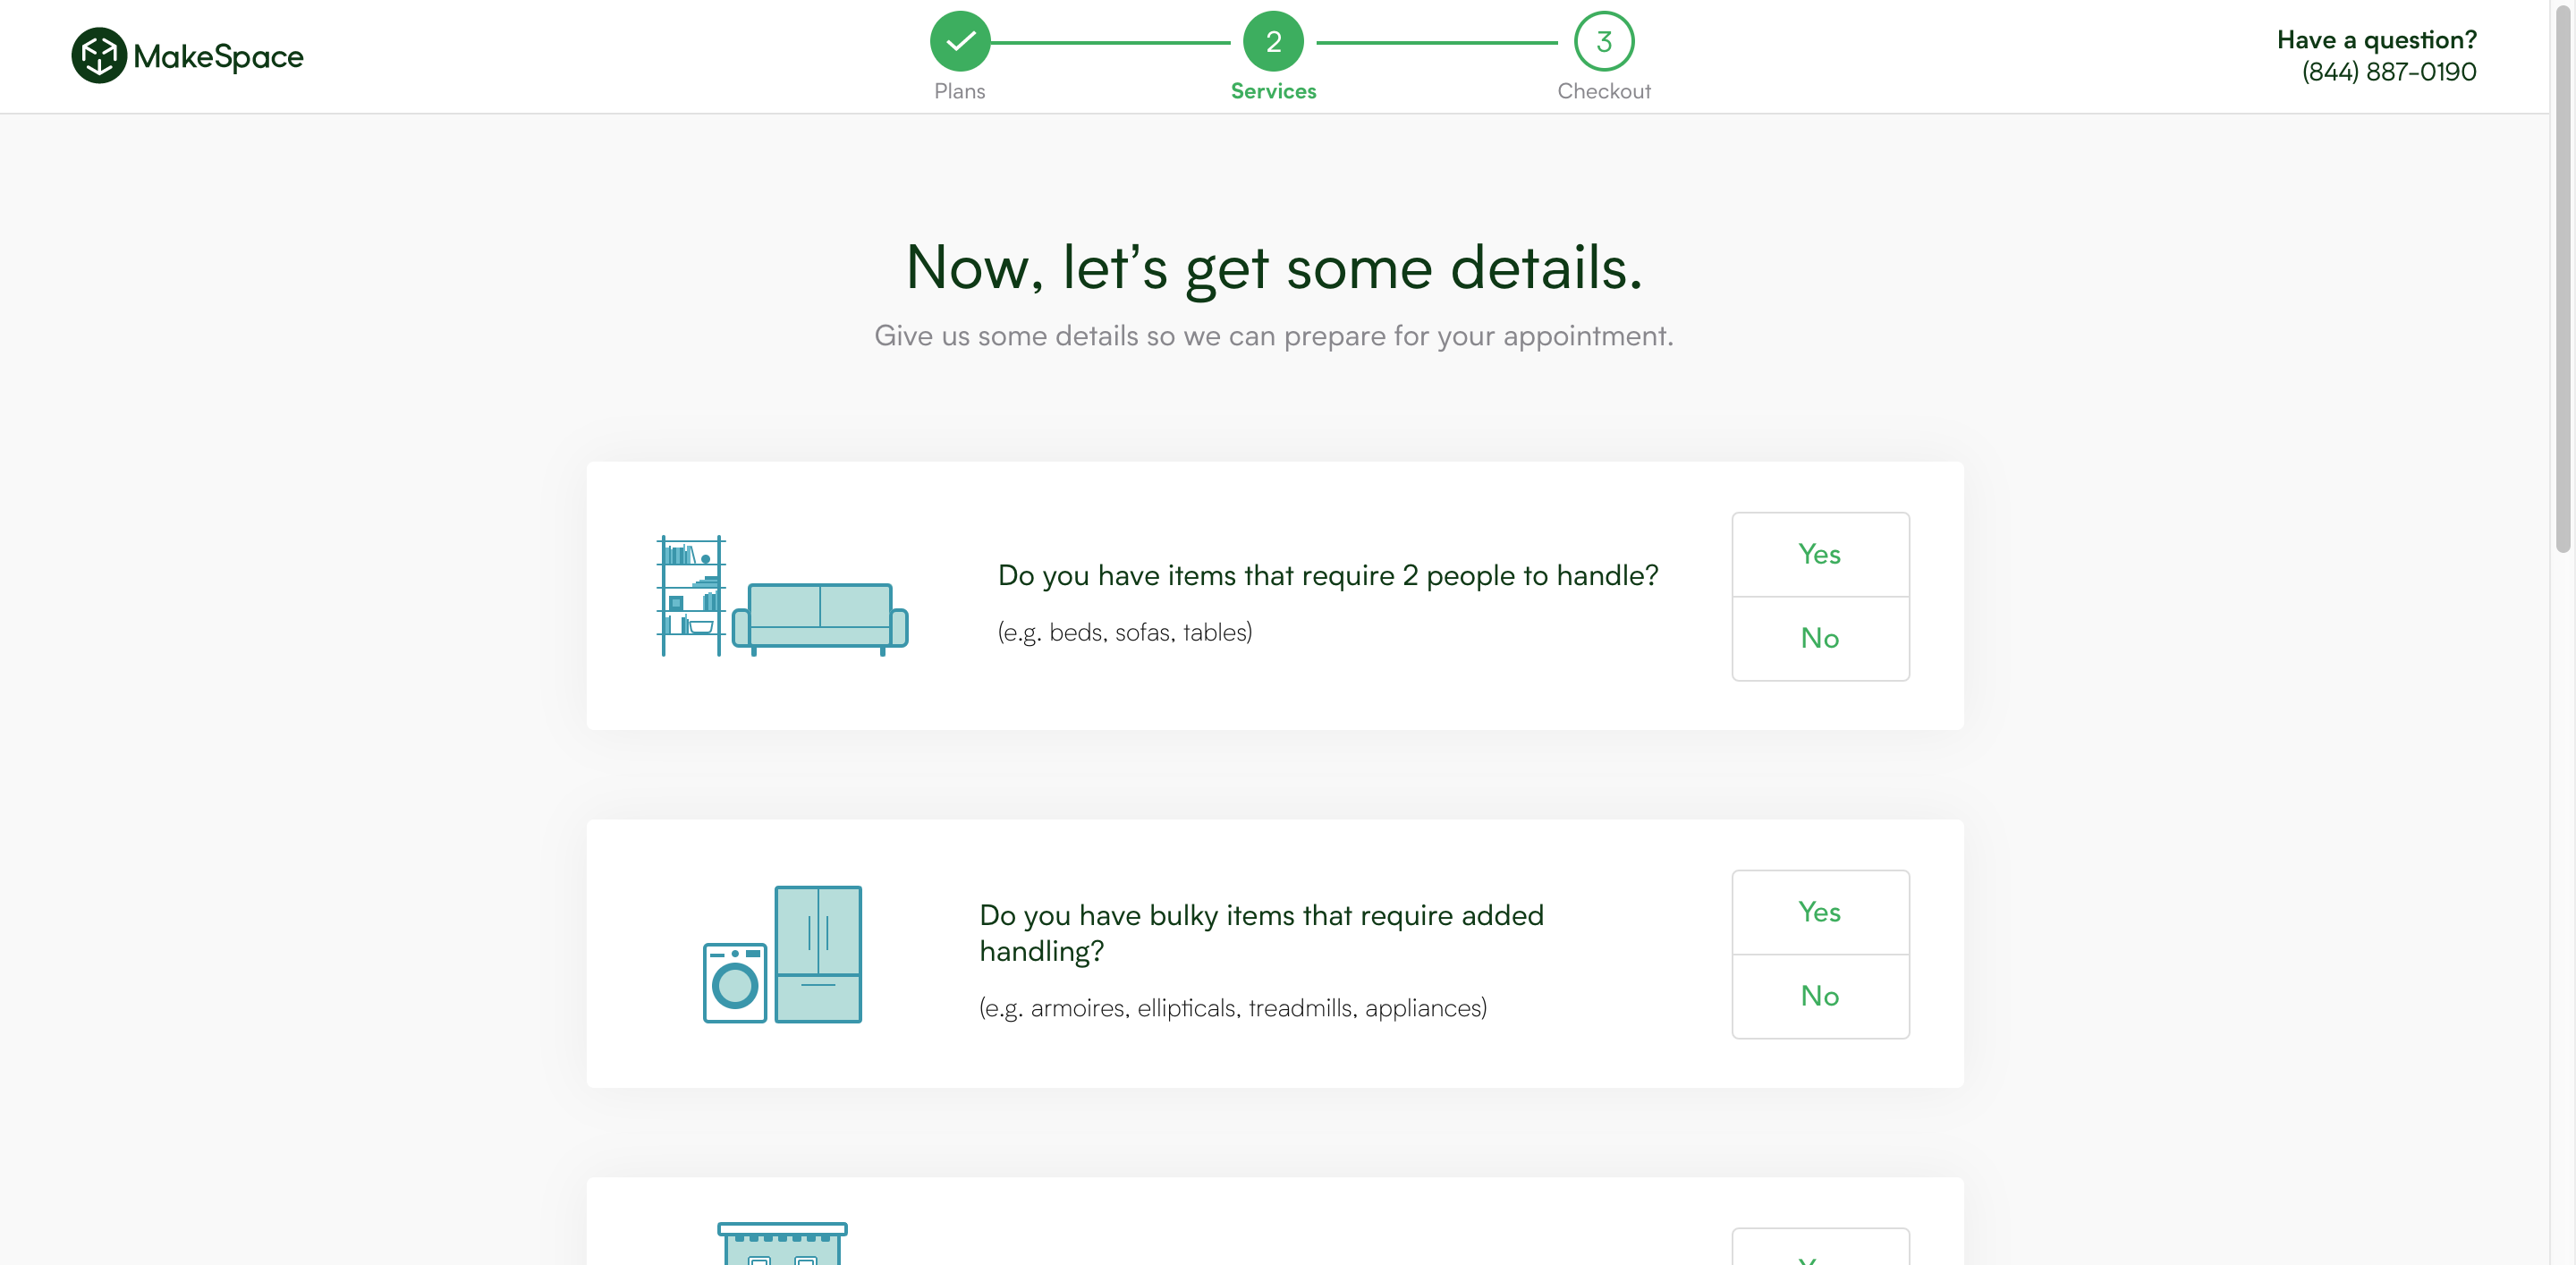 MakeSpace
Plans
2
Services
3
Checkout
Have a question?
(844) 887-0190
Now, let’s get some details.
Give us some details so we can prepare for your appointment.
Do you have items that require 2 people to handle?
(e.g. beds, sofas, tables)
Yes
No
Do you have bulky items that require added
handling?
(e.g. armoires, ellipticals, treadmills, appliances)
Yes
No